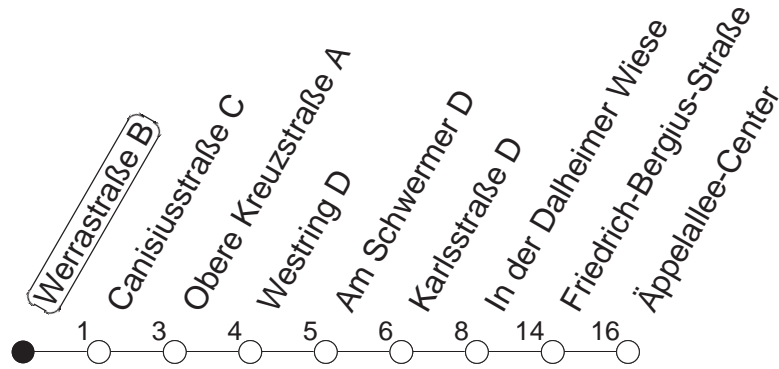 Werrastraße B
Canisiusstraße C
Obere Kreuzstraße A
Westring D
Am Schwermer D
Karlsstraße D
In der Dalheimer Wiese
Friedrich-Bergius-Straße
Äppelallee-Center
1 3 4 5 6 8 14 16